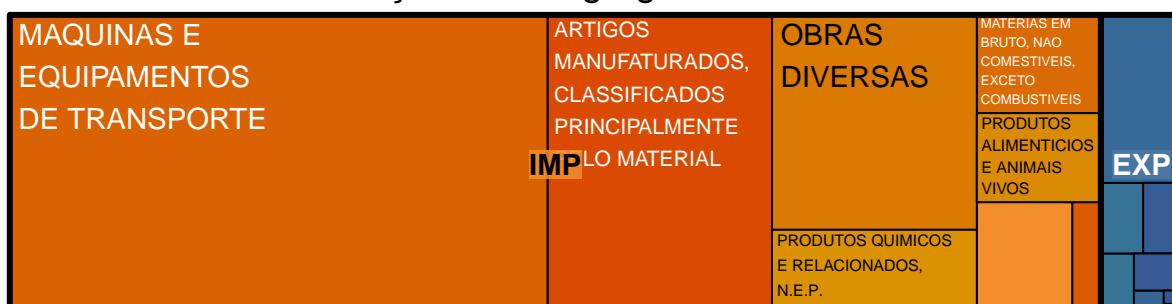 MAQUINAS E
EQUIPAMENTOS
DE TRANSPORTE
ARTIGOS
MANUFATURADOS,
CLASSIFICADOS
PRINCIPALMENTE
LO MATERIAL
IMP
OBRAS
DIVERSAS
PRODUTOS QUIMICOS
E RELACIONADOS,
N.E.P.
MATERIAS EM
BRUTO, NAO
COMESTIVEIS,
EXCETO
COMBUSTIVEIS
PRODUTOS
ALIMENTICIOS
E ANIMAIS
VIVOS
EXP